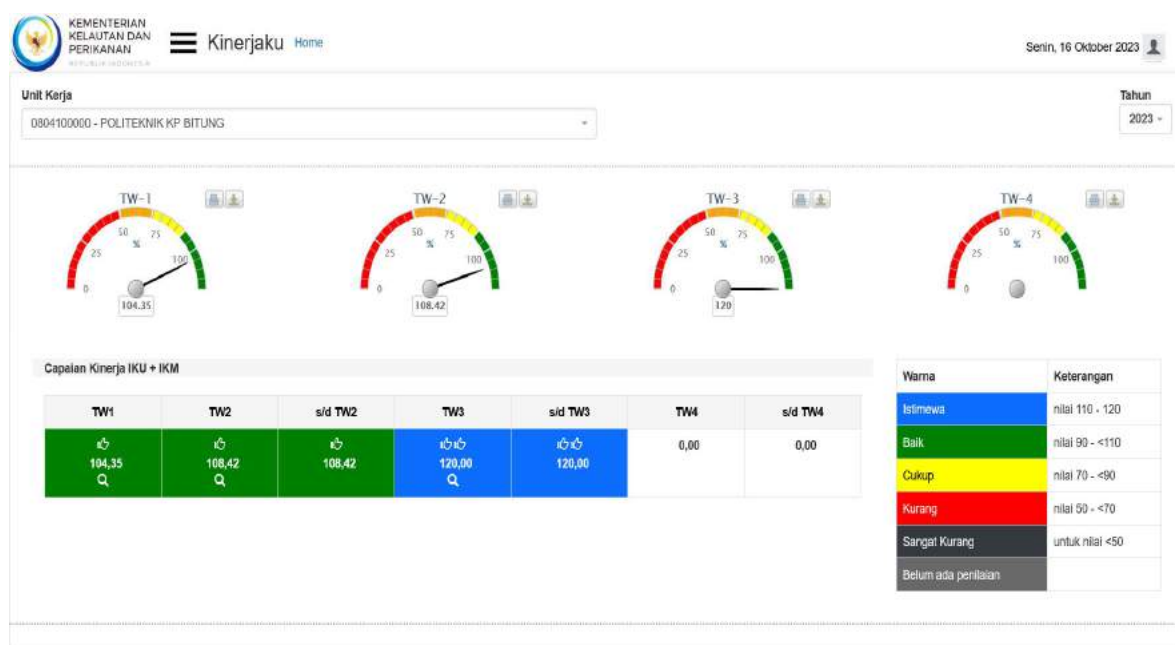 KEMENTERIAN
KELAUTAN DAN
PERIKANAN
REPUBLIK INDONESIA
Kinerjaku Home
Senin, 16 Oktober 2023
Unit Kerja
Tahun
0804100000 - POLITEKNIK KP BITUNG
2023
TW-1
0 25 50 75 100
%
104.35
TW-2
0 25 50 75 100
%
108.42
TW-3
0 25 50 75 100
%
120
TW-4
0 25 50 75 100
%
Capaian Kinerja IKU + IKM
TW1 TW2 s/d TW2 TW3 s/d TW3 TW4 s/d TW4
104,35 108,42 108,42 120,00 120,00 0,00 0,00
Warna Keterangan
Istimewa nilai 110 - 120
Baik nilai 90 - <110
Cukup nilai 70 - <90
Kurang nilai 50 - <70
Sangat Kurang untuk nilai <50
Belum ada penilaian